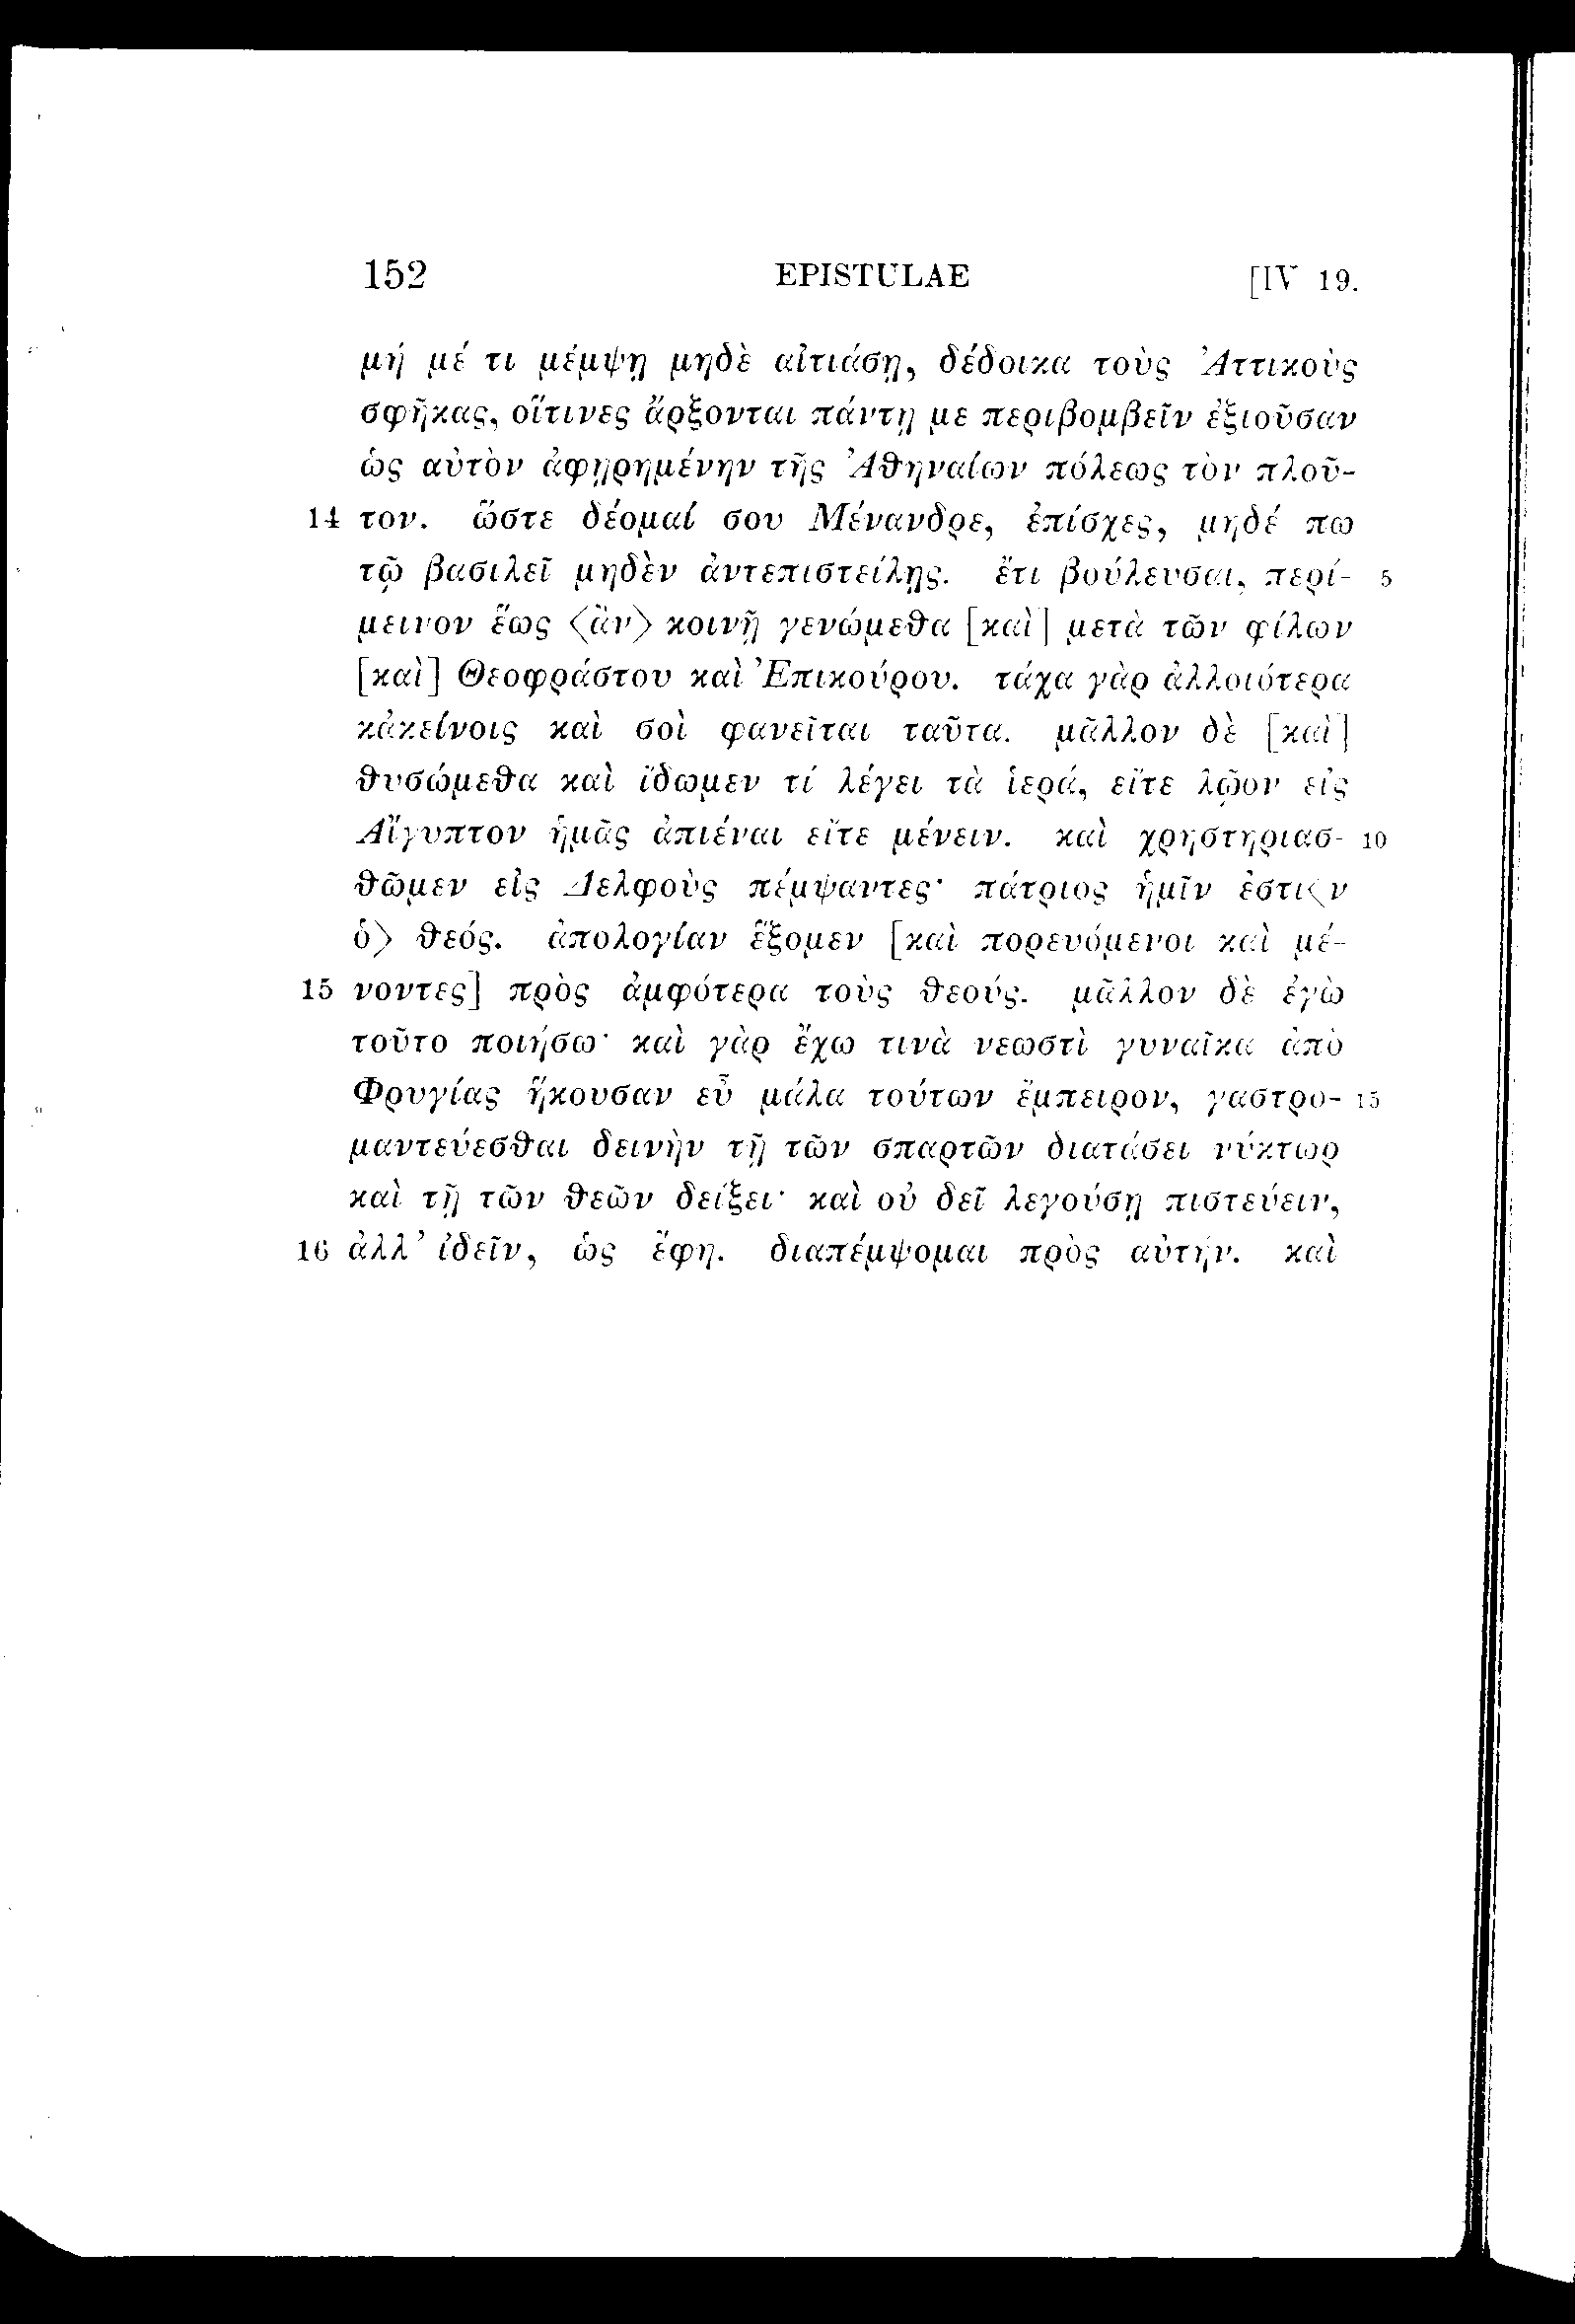 152 EPISTULAE [IV 19.
μή μέ τι μέμψῃ μηδὲ αἰτιάσῃ, δέδοικα τοὺς Ἀττικοὺς
σφῆκας, οἵτινες ἄρξονται πάντῃ με περιβομβεῖν ἐξιοῦσαν
ὡς αὐτὸν ἀφῃρημένην τῆς Ἀθηναίων πόλεως τὸν πλοῦ-
14 τον. ὥστε δέομαί σου Μένανδρε, ἐπίσχες, μηδέ πω
τῷ βασιλεῖ μηδὲν ἀντεπιστείλῃς. ἔτι βούλευσαι, περί- 5
μεινον ἕως ⟨ἂν⟩ κοινῇ γενώμεθα [καὶ] μετὰ τῶν φίλων
[καὶ] Θεοφράστου καὶ Ἐπικούρου. τάχα γὰρ ἀλλοιότερα
κἀκείνοις καὶ σοὶ φανεῖται ταῦτα. μᾶλλον δὲ [καὶ]
θυσώμεθα καὶ ἴδωμεν τί λέγει τὰ ἱερά, εἴτε λῷον εἰς
Αἴγυπτον ἡμᾶς ἀπιέναι εἴτε μένειν. καὶ χρηστηριασ- 10
θῶμεν εἰς Δελφοὺς πέμψαντες· πάτριος ἡμῖν ἐστι⟨ν
ὁ⟩ θεός. ἀπολογίαν ἕξομεν [καὶ πορευόμενοι καὶ μέ-
15 νοντες] πρὸς ἀμφότερα τοὺς θεούς. μᾶλλον δὲ ἐγὼ
τοῦτο ποιήσω· καὶ γὰρ ἔχω τινὰ νεωστὶ γυναῖκα ἀπὸ
Φρυγίας ἥκουσαν εὖ μάλα τούτων ἔμπειρον, γαστρο- 15
μαντεύεσθαι δεινὴν τῇ τῶν σπαρτῶν διατάσει νύκτωρ
καὶ τῇ τῶν θεῶν δείξει· καὶ οὐ δεῖ λεγούσῃ πιστεύειν,
16 ἀλλ’ ἰδεῖν, ὡς ἔφη. διαπέμψομαι πρὸς αὐτήν. καὶ